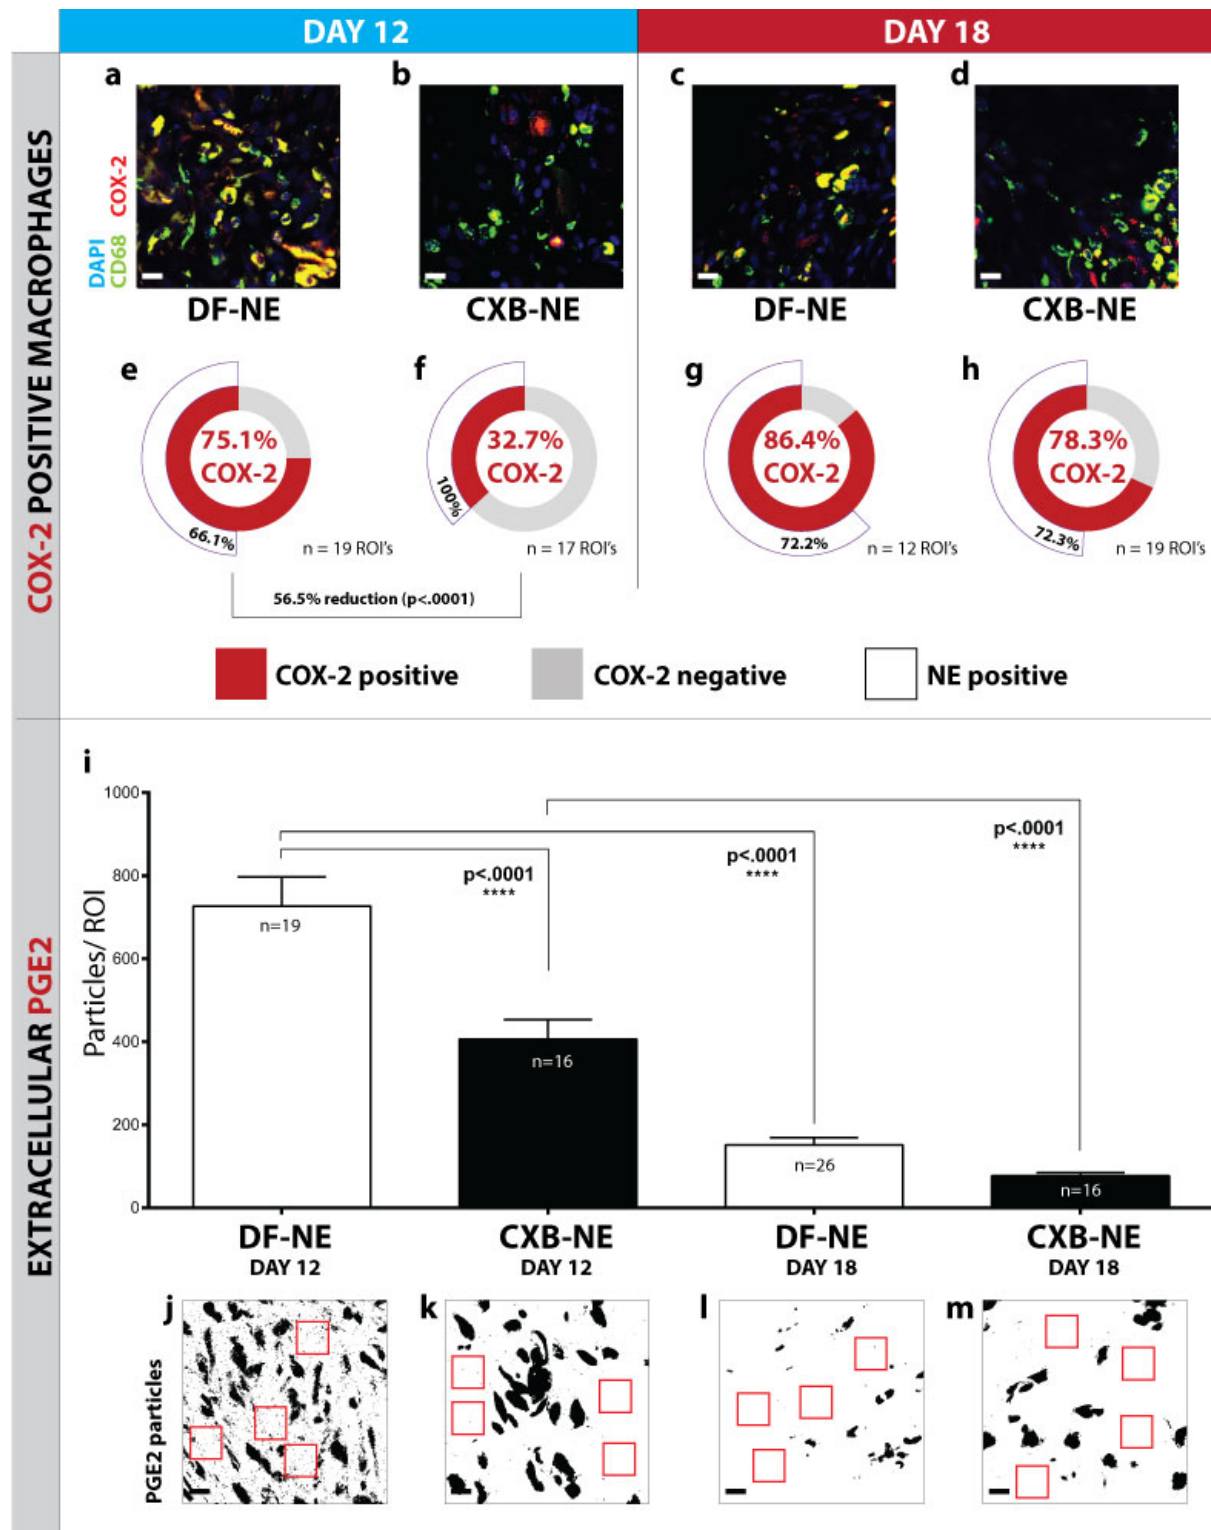 DAY 12
DAY 18
COX-2 POSITIVE MACROPHAGES
a
b
c
d
DAPI
CD68
COX-2
DF-NE
CXB-NE
DF-NE
CXB-NE
e
f
g
h
75.1%
COX-2
66.1%
n = 19 ROI's
32.7%
COX-2
100%
n = 17 ROI's
86.4%
COX-2
72.2%
n = 12 ROI's
78.3%
COX-2
72.3%
n = 19 ROI's
56.5% reduction (p<.0001)
COX-2 positive
COX-2 negative
NE positive
EXTRACELLULAR PGE2
i
Particles/ ROI
1000
800
600
400
200
0
p<.0001
****
p<.0001
****
p<.0001
****
n=19
n=16
n=26
n=16
DF-NE
DAY 12
CXB-NE
DAY 12
DF-NE
DAY 18
CXB-NE
DAY 18
PGE2 particles
j
k
l
m